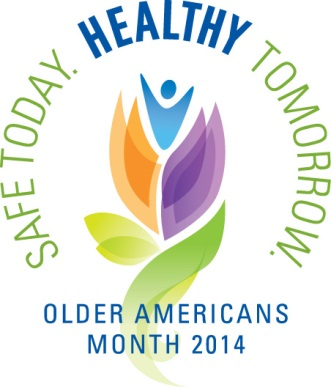 SAFE TODAY. HEALTHY TOMORROW.
OLDER AMERICANS
MONTH 2014